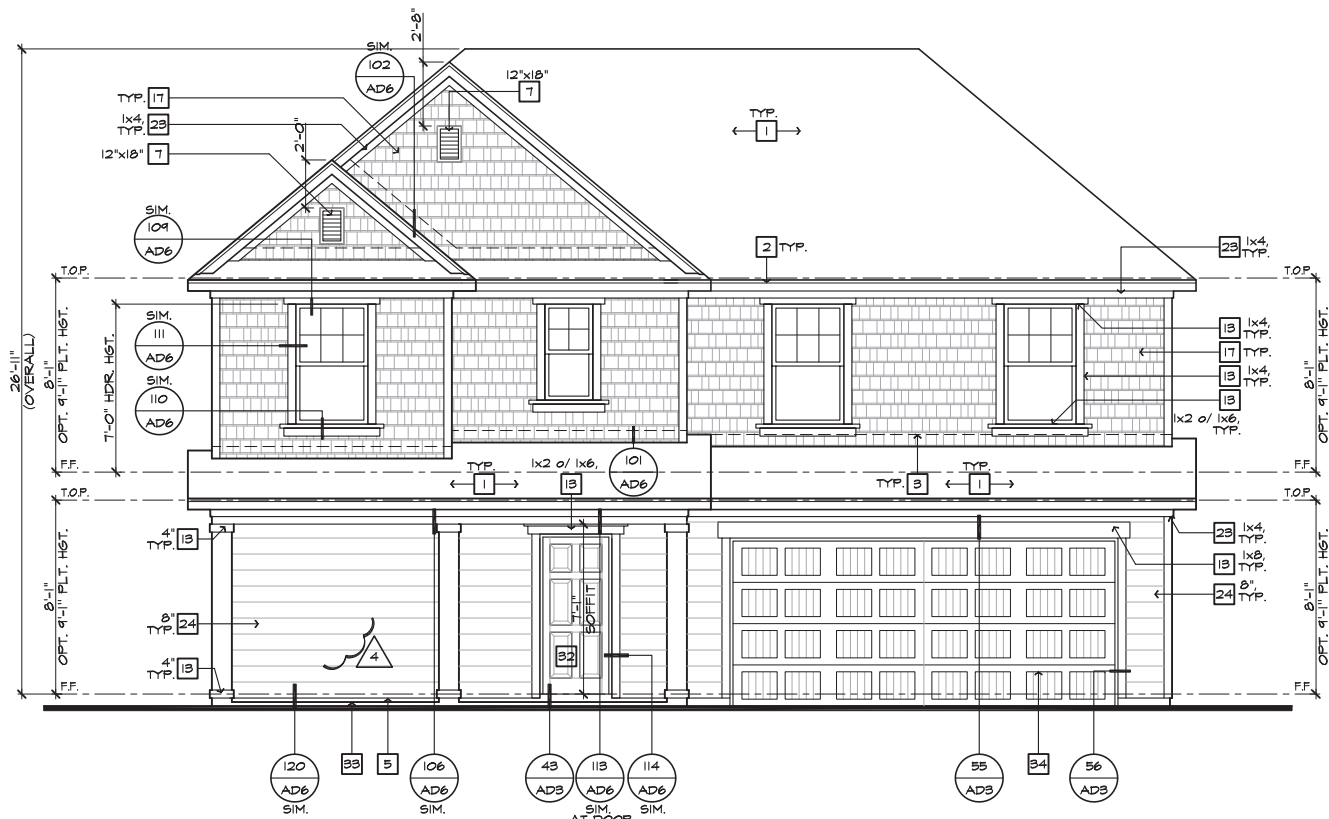 2'-8"
SIM.
102
AD6
12"x18"
7
TYP. 17
1x4,
TYP. 23
2'-0"
12"x18" 7
TYP.
1
SIM.
109
AD6
2 TYP.
23 1x4,
TYP.
T.O.P.
T.O.P.
26'-11"
(OVERALL)
8'-1"
OPT. 9'-1" PLT. HGT.
7'-0" HDR. HGT.
SIM.
111
AD6
SIM.
110
AD6
13 1x4,
TYP.
17 TYP.
13 1x4,
TYP.
13
1x2 o/ 1x6,
TYP.
8'-1"
OPT. 9'-1" PLT. HGT.
F.F.
F.F.
101
AD6
TYP.
1
1x2 o/ 1x6,
13
TYP. 3
TYP.
1
T.O.P.
T.O.P.
4"
TYP. 13
8'-1"
OPT. 9'-1" PLT. HGT.
8"
TYP. 24
4
4"
TYP. 13
7'-1"
SOFFIT
32
23 1x4,
TYP.
13 1x8,
TYP.
24 8",
TYP.
8'-1"
OPT. 9'-1" PLT. HGT.
F.F.
F.F.
120
AD6
SIM.
33
5
106
AD6
SIM.
43
AD3
113
AD6
SIM.
AT DOOR
114
AD6
SIM.
55
AD3
34
56
AD3